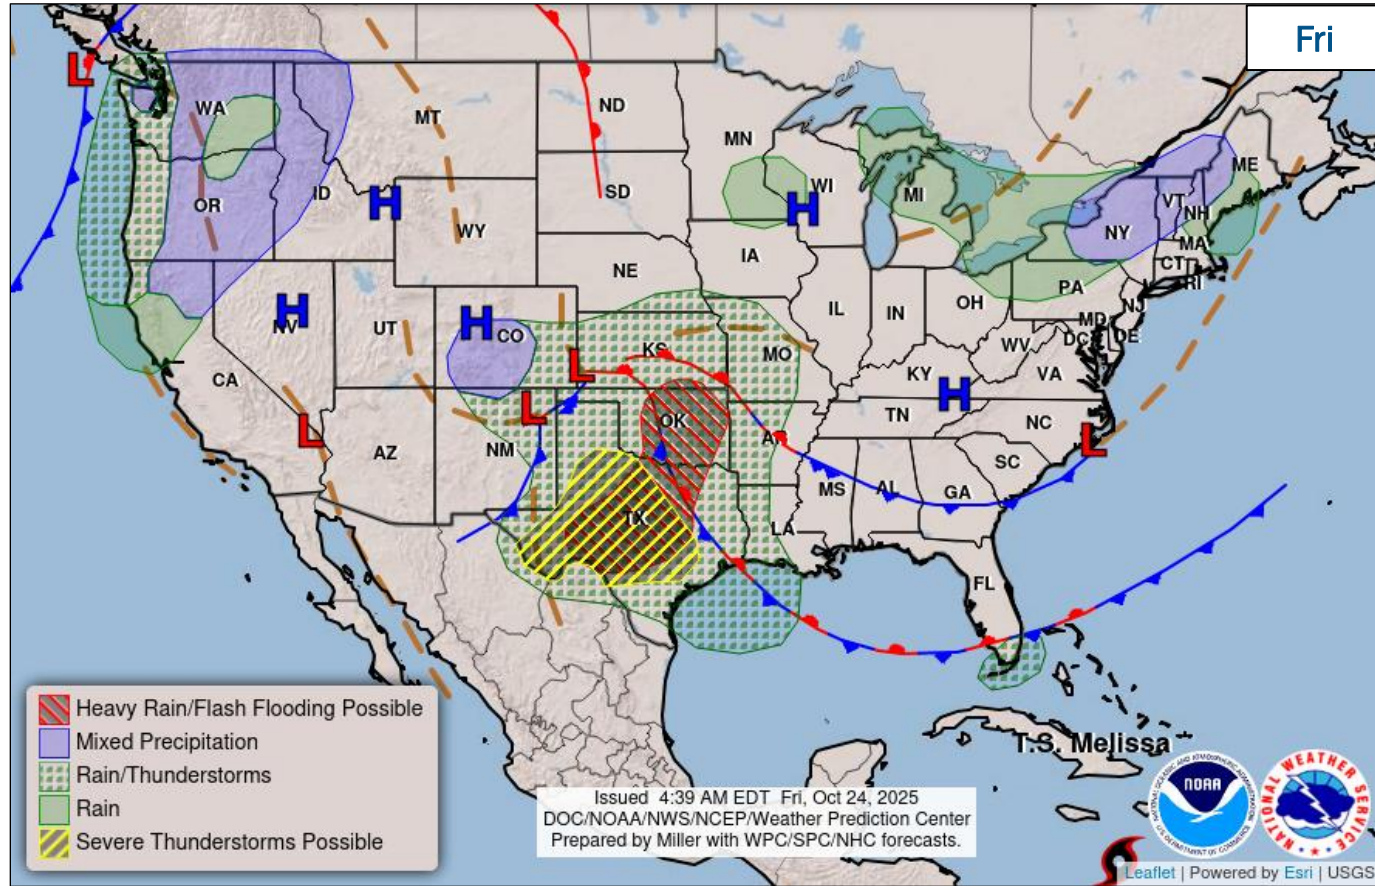 Fri
L
WA
MT
ND
MN
ME
OR
ID
H
SD
WI
H
MI
VT
NH
NY
MA
WY
IA
CT
RI
NE
PA
H
NV
UT
H
CO
IL
IN
OH
NJ
MD
DE
DC
WV
KS
MO
L
KY
VA
CA
H
L
TN
NC
OK
L
AZ
NM
AR
L
SC
MS
AL
GA
TX
LA
FL
T.S. Melissa
Heavy Rain/Flash Flooding Possible
Mixed Precipitation
Rain/Thunderstorms
Rain
Severe Thunderstorms Possible
Issued 4:39 AM EDT Fri, Oct 24, 2025
DOC/NOAA/NWS/NCEP/Weather Prediction Center
Prepared by Miller with WPC/SPC/NHC forecasts.
NOAA
NATIONAL WEATHER SERVICE
Leaflet | Powered by Esri | USGS